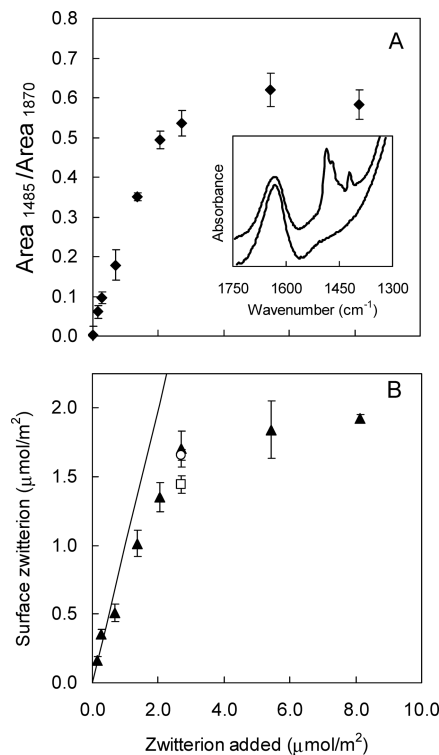 A
0.8
0.7
0.6
0.5
0.4
0.3
0.2
0.1
0.0
Area 1485/Area 1870
Absorbance
1750 1600 1450 1300
Wavenumber (cm⁻¹)
B
2.0
1.5
1.0
0.5
0.0
Surface zwitterion (μmol/m²)
0.0 2.0 4.0 6.0 8.0 10.0
Zwitterion added (μmol/m²)